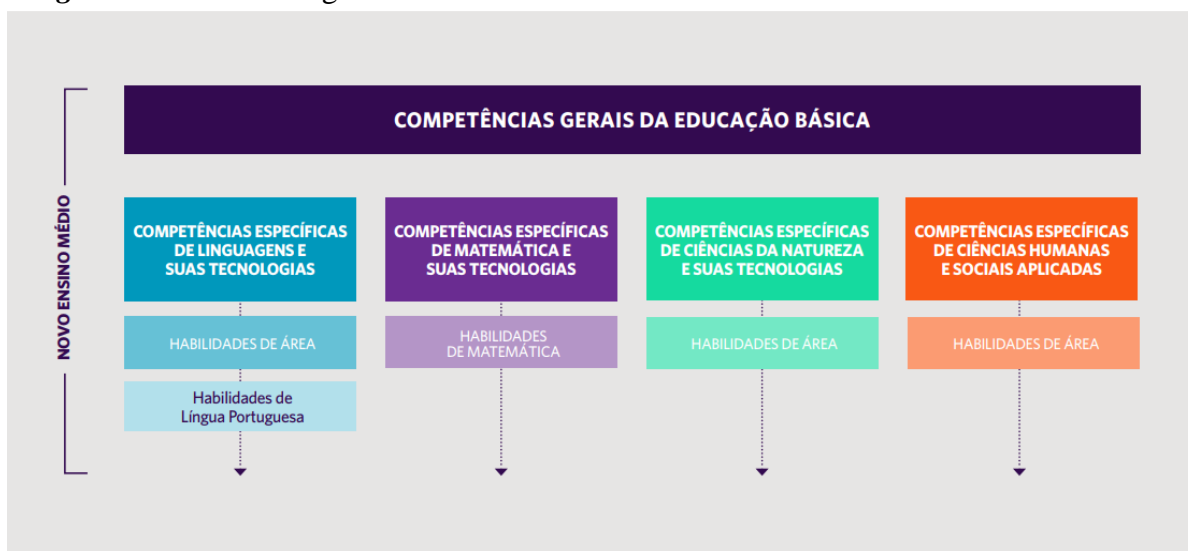 COMPETÊNCIAS GERAIS DA EDUCAÇÃO BÁSICA
NOVO ENSINO MÉDIO
COMPETÊNCIAS ESPECÍFICAS
DE LINGUAGENS E
SUAS TECNOLOGIAS
HABILIDADES DE ÁREA
Habilidades de
Língua Portuguesa
COMPETÊNCIAS ESPECÍFICAS
DE MATEMÁTICA E
SUAS TECNOLOGIAS
HABILIDADES
DE MATEMÁTICA
COMPETÊNCIAS ESPECÍFICAS
DE CIÊNCIAS DA NATUREZA
E SUAS TECNOLOGIAS
HABILIDADES DE ÁREA
COMPETÊNCIAS ESPECÍFICAS
DE CIÊNCIAS HUMANAS
E SOCIAIS APLICADAS
HABILIDADES DE ÁREA